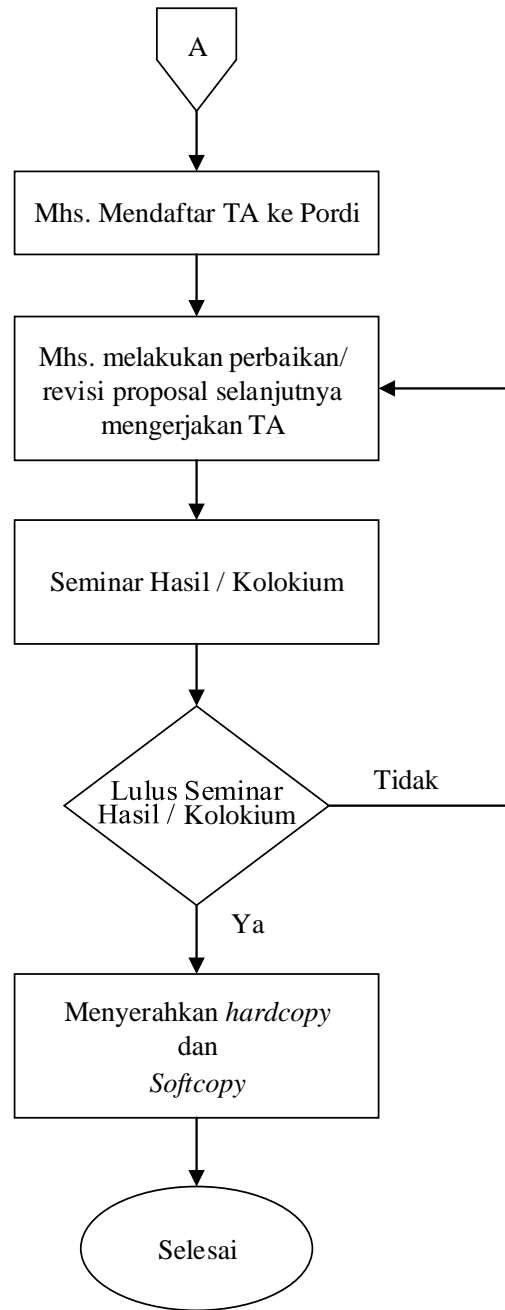 A
Mhs. Mendaftar TA ke Pordi
Mhs. melakukan perbaikan/
revisi proposal selanjutnya
mengerjakan TA
Seminar Hasil / Kolokium
Lulus Seminar
Hasil / Kolokium
Tidak
Ya
Menyerahkan hardcopy
dan
Softcopy
Selesai